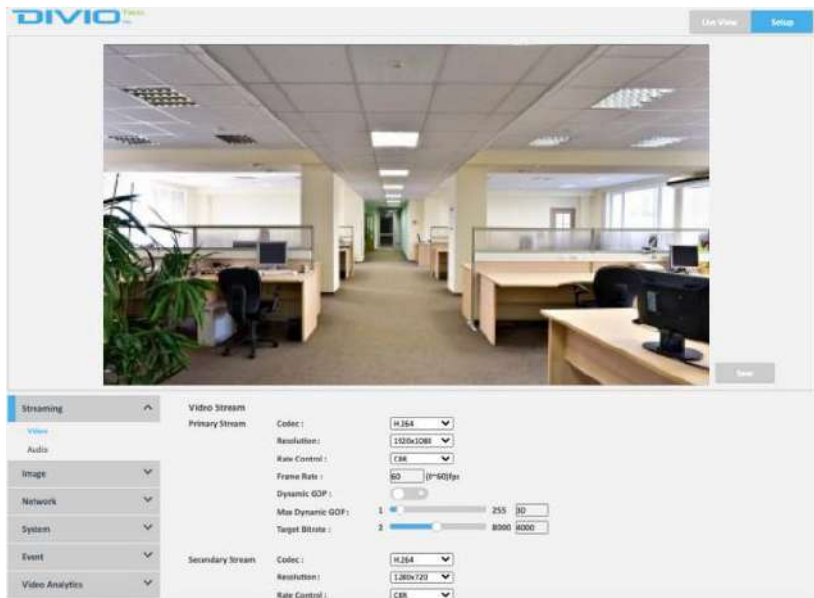 DIVIO
Live View
Setup
Save
Streaming
Video
Audio
Image
Network
System
Event
Video Analytics
Video Stream
Primary Stream
Codec : H.264
Resolution : 1920x1080
Rate Control : CBR
Frame Rate : 60 fps
Dynamic GOP :
Max Dynamic GOP : 1 255 30
Target Bitrate : 2 8000 4000
Secondary Stream
Codec : H.264
Resolution : 1280x720
Rate Control : CBR